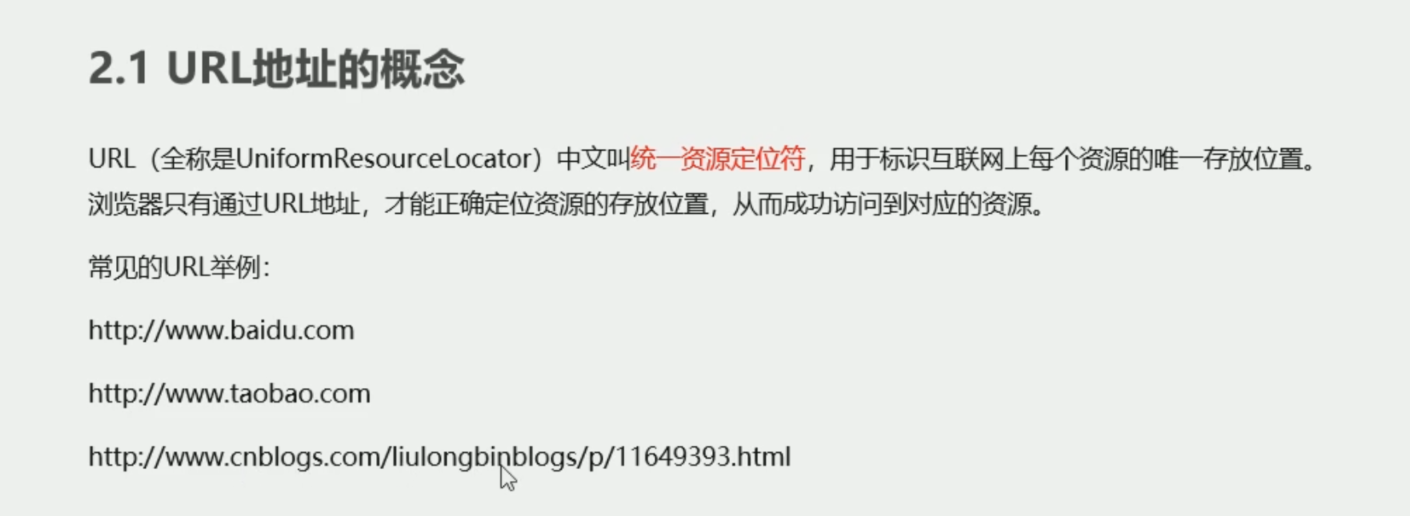 2.1 URL地址的概念
URL（全称是UniformResourceLocator）中文叫统一资源定位符，用于标识互联网上每个资源的唯一存放位置。
浏览器只有通过URL地址，才能正确定位资源的存放位置，从而成功访问到对应的资源。
常见的URL举例：
http://www.baidu.com
http://www.taobao.com
http://www.cnblogs.com/liulongbinblogs/p/11649393.html